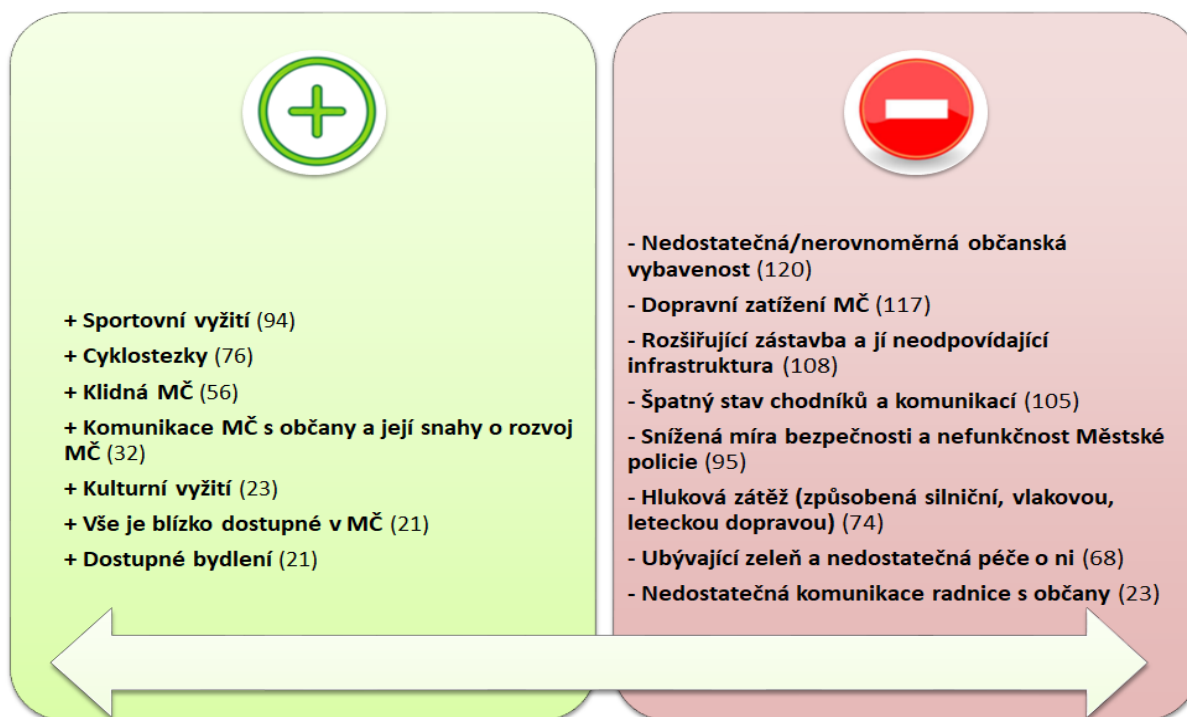 + Sportovní vyžití (94)
+ Cyklostezky (76)
+ Klidná MČ (56)
+ Komunikace MČ s občany a její snahy o rozvoj
MČ (32)
+ Kulturní vyžití (23)
+ Vše je blízko dostupné v MČ (21)
+ Dostupné bydlení (21)
- Nedostatečná/nerovnoměrná občanská
vybavenost (120)
- Dopravní zatížení MČ (117)
- Rozšiřující zástavba a jí neodpovídající
infrastruktura (108)
- Špatný stav chodníků a komunikací (105)
- Snížená míra bezpečnosti a nefunkčnost Městské
policie (95)
- Hluková zátěž (způsobená silniční, vlakovou,
leteckou dopravou) (74)
- Ubývající zeleň a nedostatečná péče o ni (68)
- Nedostatečná komunikace radnice s občany (23)